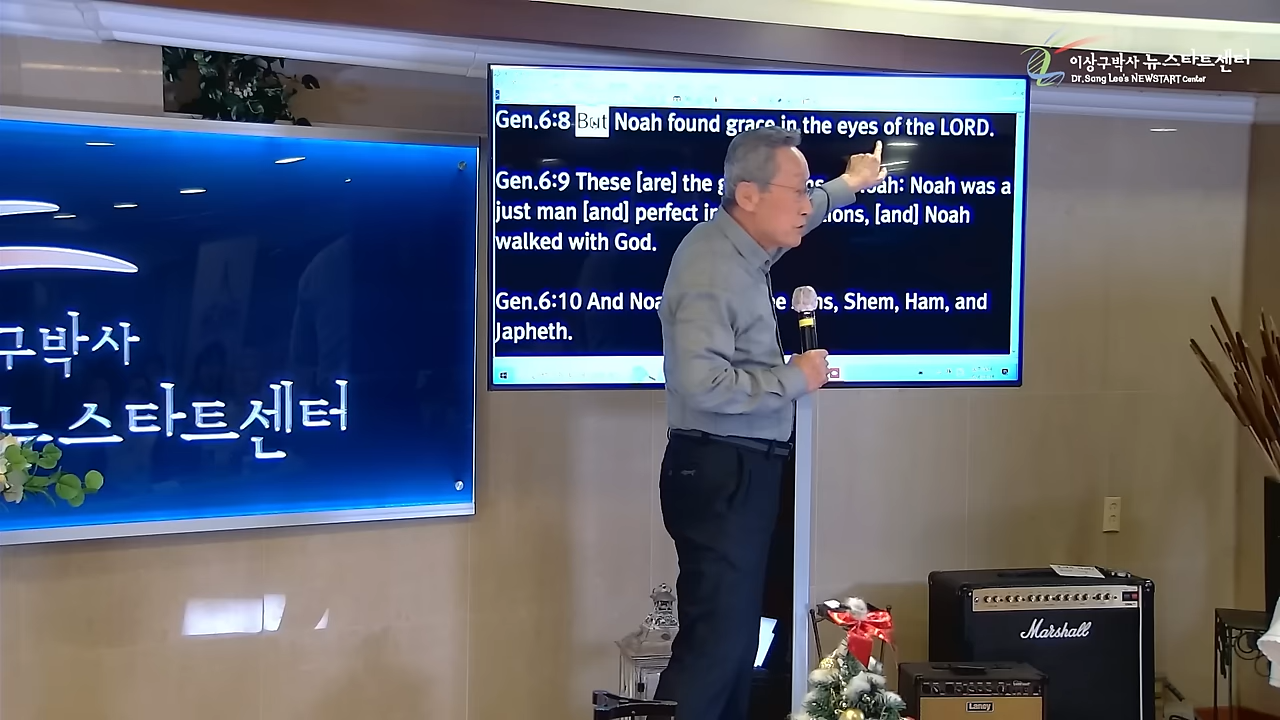 이상구박사 뉴스타트센터
Dr. Sang Lee's NEWSTART Center
Gen.6:8 But Noah found grace in the eyes of the LORD.
Gen.6:9 These [are] the oah: Noah was a
just man [and] perfect in tions, [and] Noah
walked with God.
Gen.6:10 And Noa ns, Shem, Ham, and
Japheth.
구박사
뉴스타트센터
Marshall
Laney